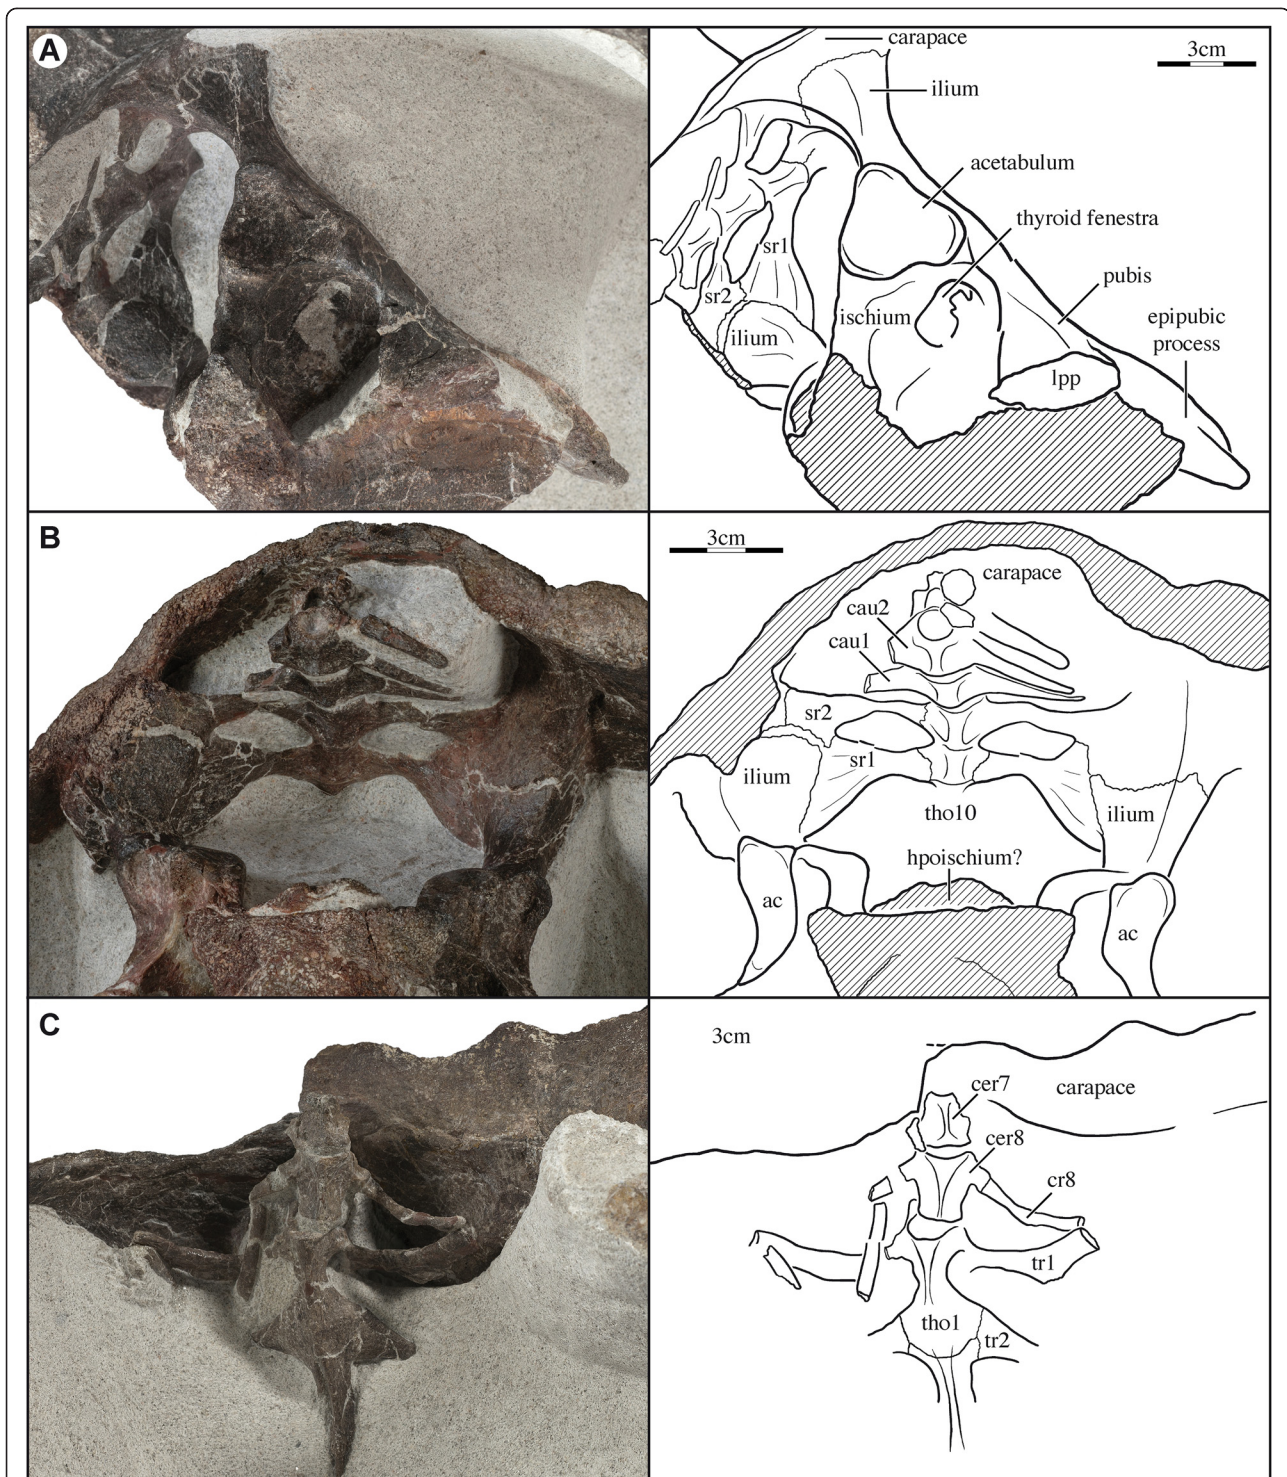 A
carapace
3cm
ilium
acetabulum
thyroid fenestra
sr1
pubis
sr2
ischium
epipubic
process
ilium
lpp
B
3cm
carapace
cau2
cau1
sr2
sr1
ilium
tho10
ilium
hpoischium?
ac
ac
C
3cm
cer7
carapace
cer8
cr8
tr1
tho1
tr2